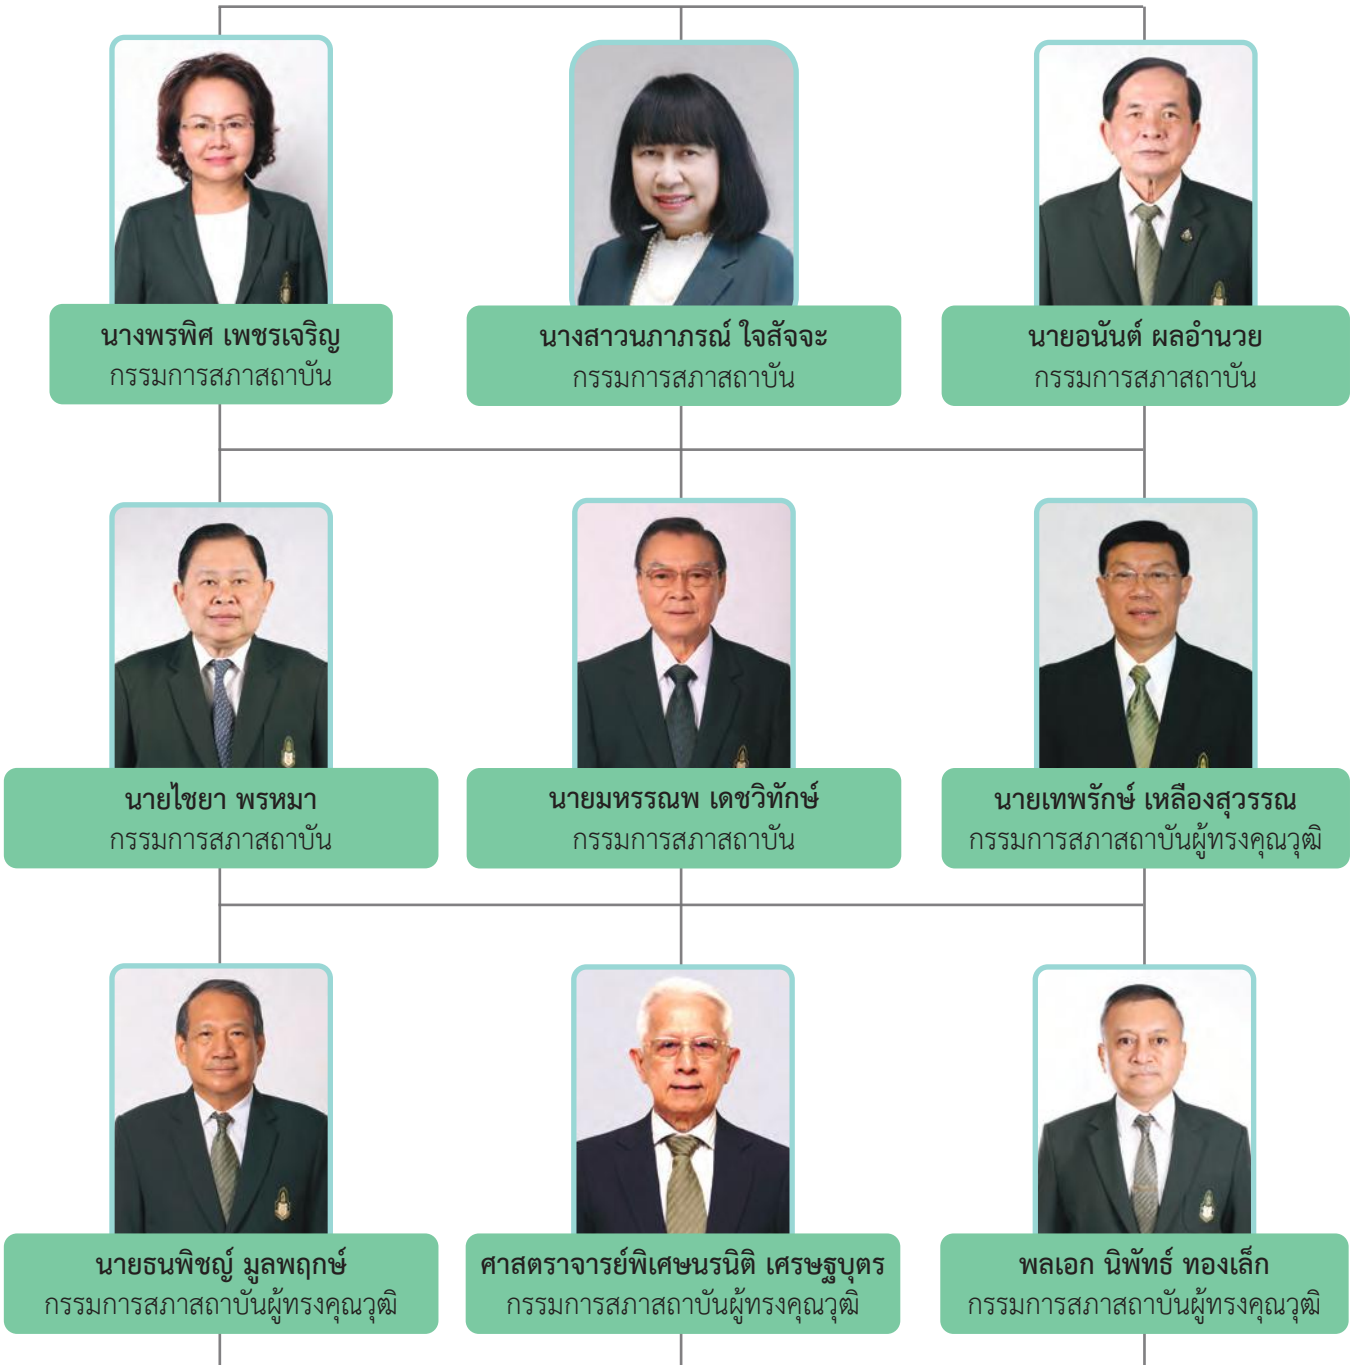 นางพรพิศ เพชรเจริญ
กรรมการสภาสถาบัน
นางสาวนภาภรณ์ ใจสัจจะ
กรรมการสภาสถาบัน
นายอนันต์ ผลอำนวย
กรรมการสภาสถาบัน
นายไชยา พรหมา
กรรมการสภาสถาบัน
นายมหรรณพ เดชวิทักษ์
กรรมการสภาสถาบัน
นายเทพรักษ์ เหลืองสุวรรณ
กรรมการสภาสถาบันผู้ทรงคุณวุฒิ
นายธนพิชญ์ มูลพฤกษ์
กรรมการสภาสถาบันผู้ทรงคุณวุฒิ
ศาสตราจารย์พิเศษนรนิติ เศรษฐบุตร
กรรมการสภาสถาบันผู้ทรงคุณวุฒิ
พลเอก นิพัทธ์ ทองเล็ก
กรรมการสภาสถาบันผู้ทรงคุณวุฒิ